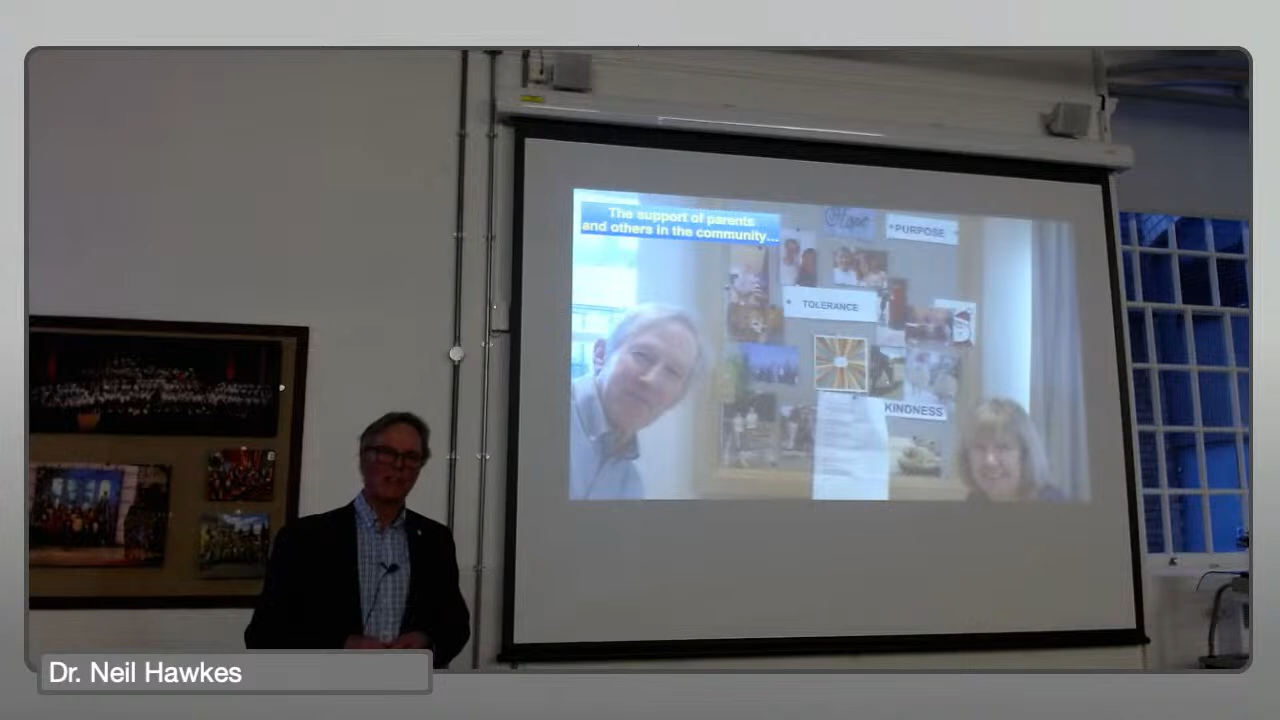 The support of parents
and others in the community...
Hope
PURPOSE
TOLERANCE
KINDNESS
Dr. Neil Hawkes